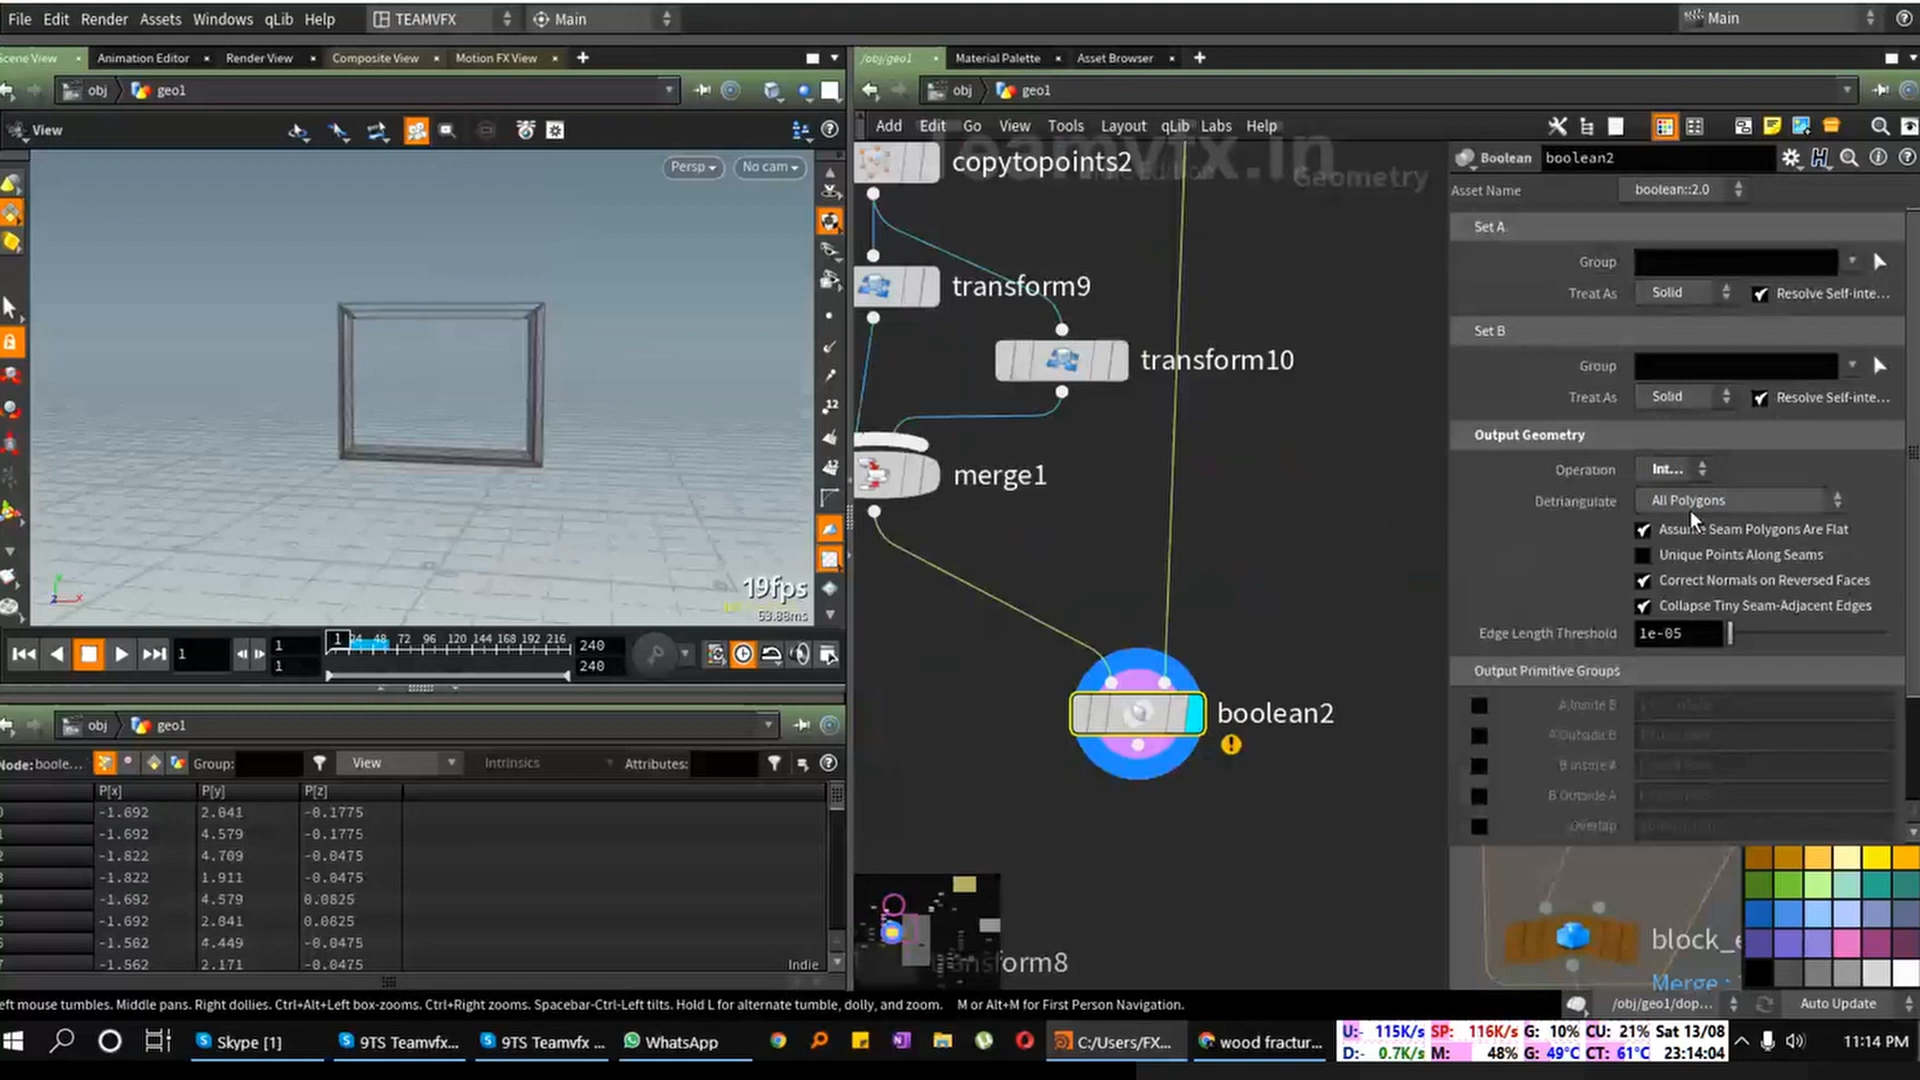 File Edit Render Assets Windows qLib Help TEAMVFX Main Main
Scene View Animation Editor Render View Composite View Motion FX View
/obj/geo1 Material Palette Asset Browser
obj geo1
obj geo1
View
Persp No cam
19fps
53.88ms
1 1 1 24 48 72 96 120 144 168 192 216 240
1 240
obj geo1
Node: boole... Group: View Intrinsics Attributes:
P[x] P[y] P[z]
-1.692 2.041 -0.1775
-1.692 4.579 -0.1775
-1.822 4.709 -0.0475
-1.822 1.911 -0.0475
-1.692 4.579 0.0825
-1.692 2.041 0.0825
-1.562 4.449 -0.0475
-1.562 2.171 -0.0475
Indie
Add Edit Go View Tools Layout qLib Labs Help
Teamvfx.in
Geometry
copytopoints2
transform9
transform10
merge1
boolean2
Boolean boolean2
Asset Name boolean::2.0
Set A
Group
Treat As Solid Resolve Self-inte...
Set B
Group
Treat As Solid Resolve Self-inte...
Output Geometry
Operation Int...
Detriangulate All Polygons
Assume Seam Polygons Are Flat
Unique Points Along Seams
Correct Normals on Reversed Faces
Collapse Tiny Seam-Adjacent Edges
Edge Length Threshold 1e-05
Output Primitive Groups
A Inside B
A Outside B
B Inside A
B Outside A
Overlap
block_
Merge :
left mouse tumbles. Middle pans. Right dollies. Ctrl+Alt+Left box-zooms. Ctrl+Right zooms. Spacebar-Ctrl-Left tilts. Hold L for alternate tumble, dolly, and zoom. M or Alt+M for First Person Navigation.
/obj/geo1/dop... Auto Update
Skype [1] 9TS Teamvfx... 9TS Teamvfx ... WhatsApp C:/Users/FX... wood fractur...
U:- 115K/s SP: 116K/s G: 10% CU: 21% Sat 13/08
D:- 0.7K/s M: 48% G: 49°C CT: 61°C 23:14:04
11:14 PM